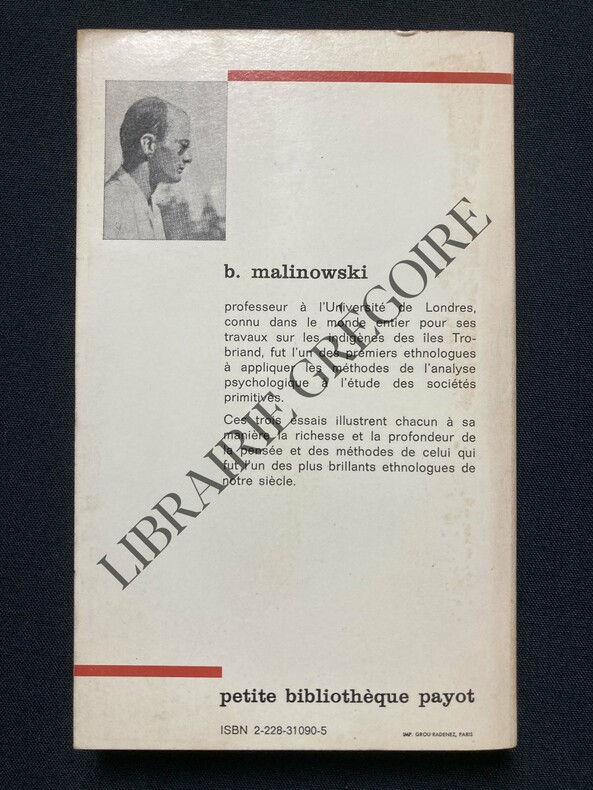 b. malinowski
professeur à l'Université de Londres,
connu dans le monde entier pour ses
travaux sur les indigènes des îles Tro-
briand, fut l'un des premiers ethnologues
à appliquer les méthodes de l'analyse
psychologique à l'étude des sociétés
primitives.
Ces trois essais illustrent chacun à sa
manière la richesse et la profondeur de
la pensée et des méthodes de celui qui
fut l'un des plus brillants ethnologues de
notre siècle.
LIBRAIRIE GREGOIRE
petite bibliothèque payot
ISBN 2-228-31090-5
IMP. GROU-RADENEZ, PARIS